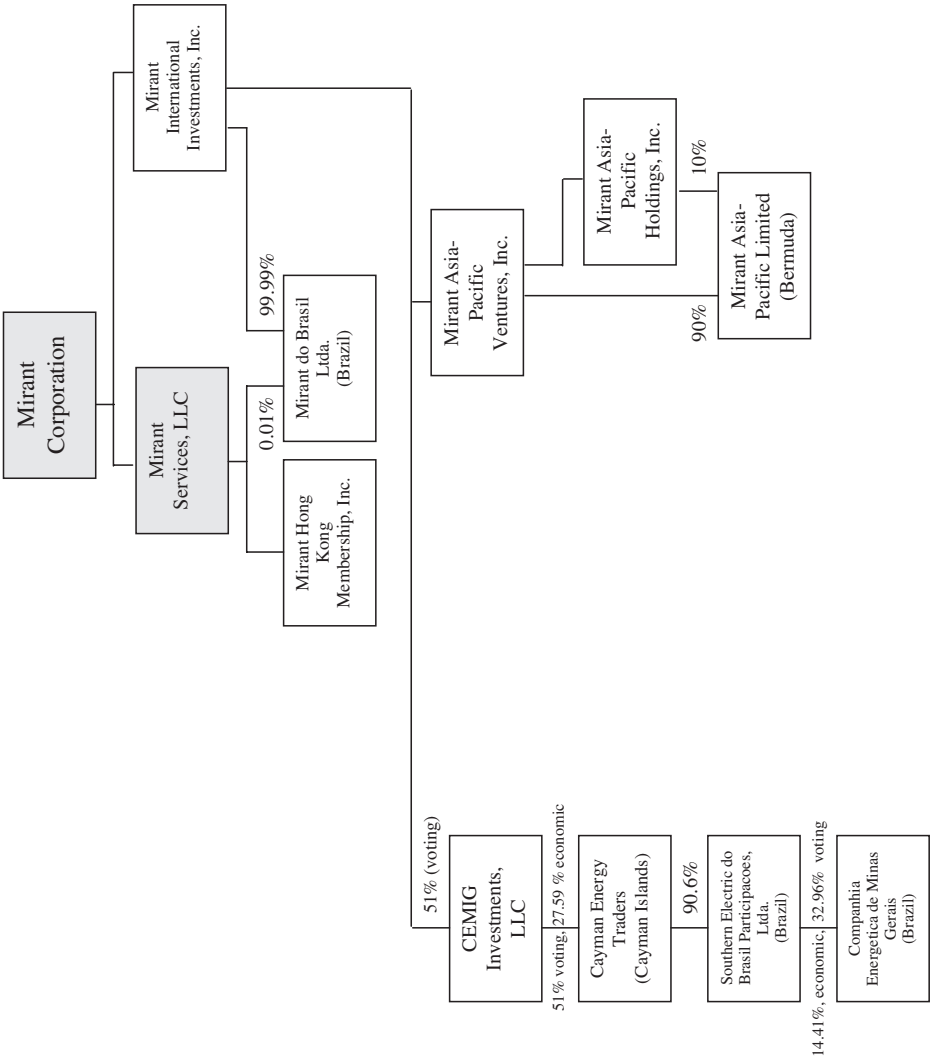 Mirant
Corporation
Mirant
Services, LLC
Mirant
International
Investments, Inc.
0.01%
99.99%
Mirant Hong
Kong
Membership, Inc.
Mirant do Brasil
Ltda.
(Brazil)
51% (voting)
CEMIG
Investments,
LLC
51% voting, 27.59 % economic
Cayman Energy
Traders
(Cayman Islands)
90.6%
Southern Electric do
Brasil Participacoes,
Ltda.
(Brazil)
14.41%, economic, 32.96% voting
Companhia
Energetica de Minas
Gerais
(Brazil)
Mirant Asia-
Pacific
Ventures, Inc.
Mirant Asia-
Pacific
Holdings, Inc.
90%
10%
Mirant Asia-
Pacific Limited
(Bermuda)